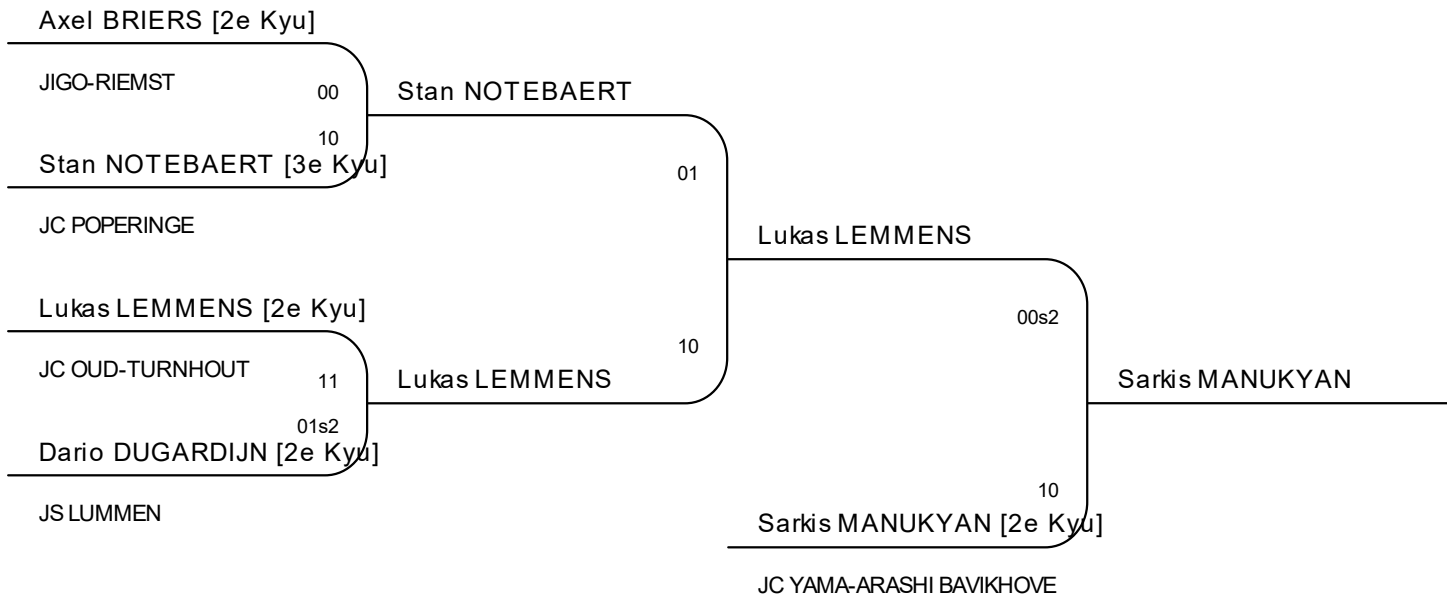 Axel BRIERS [2e Kyu]
JIGO-RIEMST
00
Stan NOTEBAERT
10
Stan NOTEBAERT [3e Kyu]
01
JC POPERINGE
Lukas LEMMENS
Lukas LEMMENS [2e Kyu]
00s2
JC OUD-TURNHOUT
11
Lukas LEMMENS
10
Sarkis MANUKYAN
01s2
Dario DUGARDIJN [2e Kyu]
10
JS LUMMEN
Sarkis MANUKYAN [2e Kyu]
JC YAMA-ARASHI BAVIKHOVE